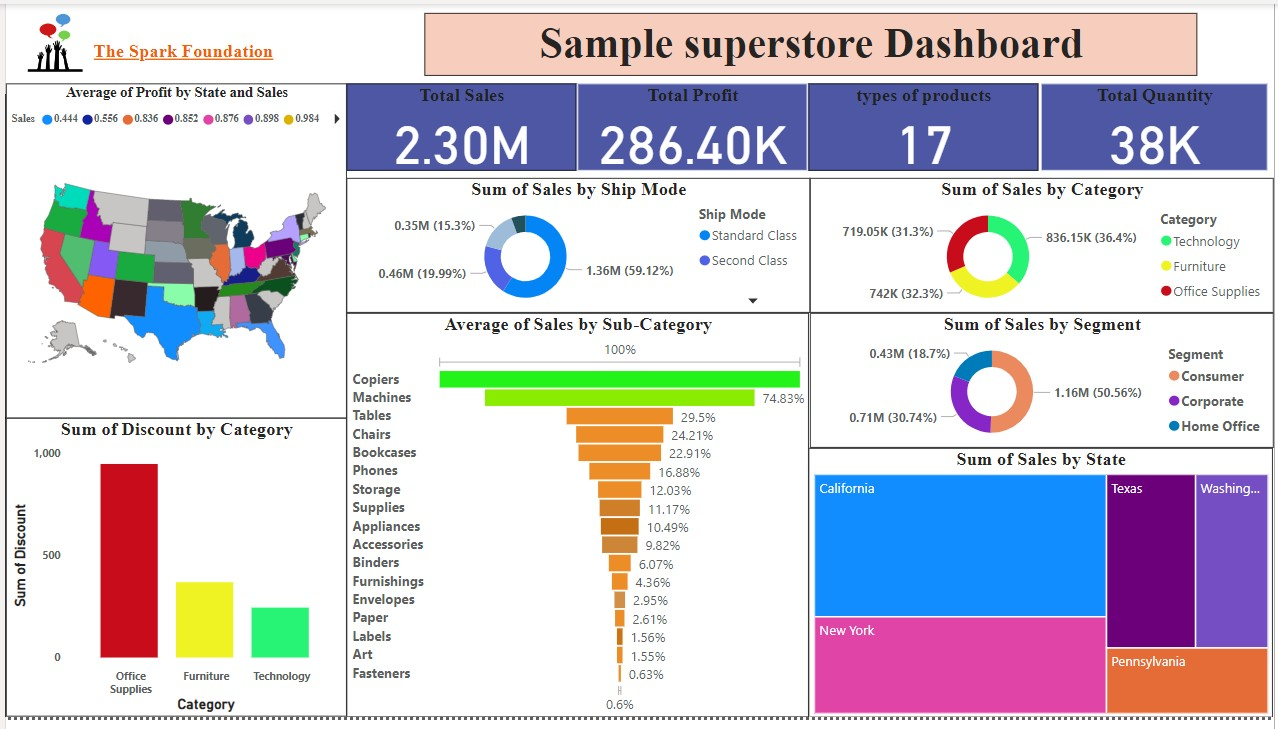 The Spark Foundation
Sample superstore Dashboard
Average of Profit by State and Sales
Sales 0.444 0.556 0.836 0.852 0.876 0.898 0.984
Total Sales
2.30M
Total Profit
286.40K
types of products
17
Total Quantity
38K
Sum of Sales by Ship Mode
0.35M (15.3%)
0.46M (19.99%)
1.36M (59.12%)
Ship Mode
Standard Class
Second Class
Sum of Sales by Category
719.05K (31.3%)
836.15K (36.4%)
742K (32.3%)
Category
Technology
Furniture
Office Supplies
Sum of Discount by Category
1,000
500
0
Sum of Discount
Office
Supplies
Furniture
Technology
Category
Average of Sales by Sub-Category
100%
Copiers
Machines 74.83%
Tables 29.5%
Chairs 24.21%
Bookcases 22.91%
Phones 16.88%
Storage 12.03%
Supplies 11.17%
Appliances 10.49%
Accessories 9.82%
Binders 6.07%
Furnishings 4.36%
Envelopes 2.95%
Paper 2.61%
Labels 1.56%
Art 1.55%
Fasteners 0.63%
0.6%
Sum of Sales by Segment
0.43M (18.7%)
1.16M (50.56%)
0.71M (30.74%)
Segment
Consumer
Corporate
Home Office
Sum of Sales by State
California
Texas
Washing...
New York
Pennsylvania